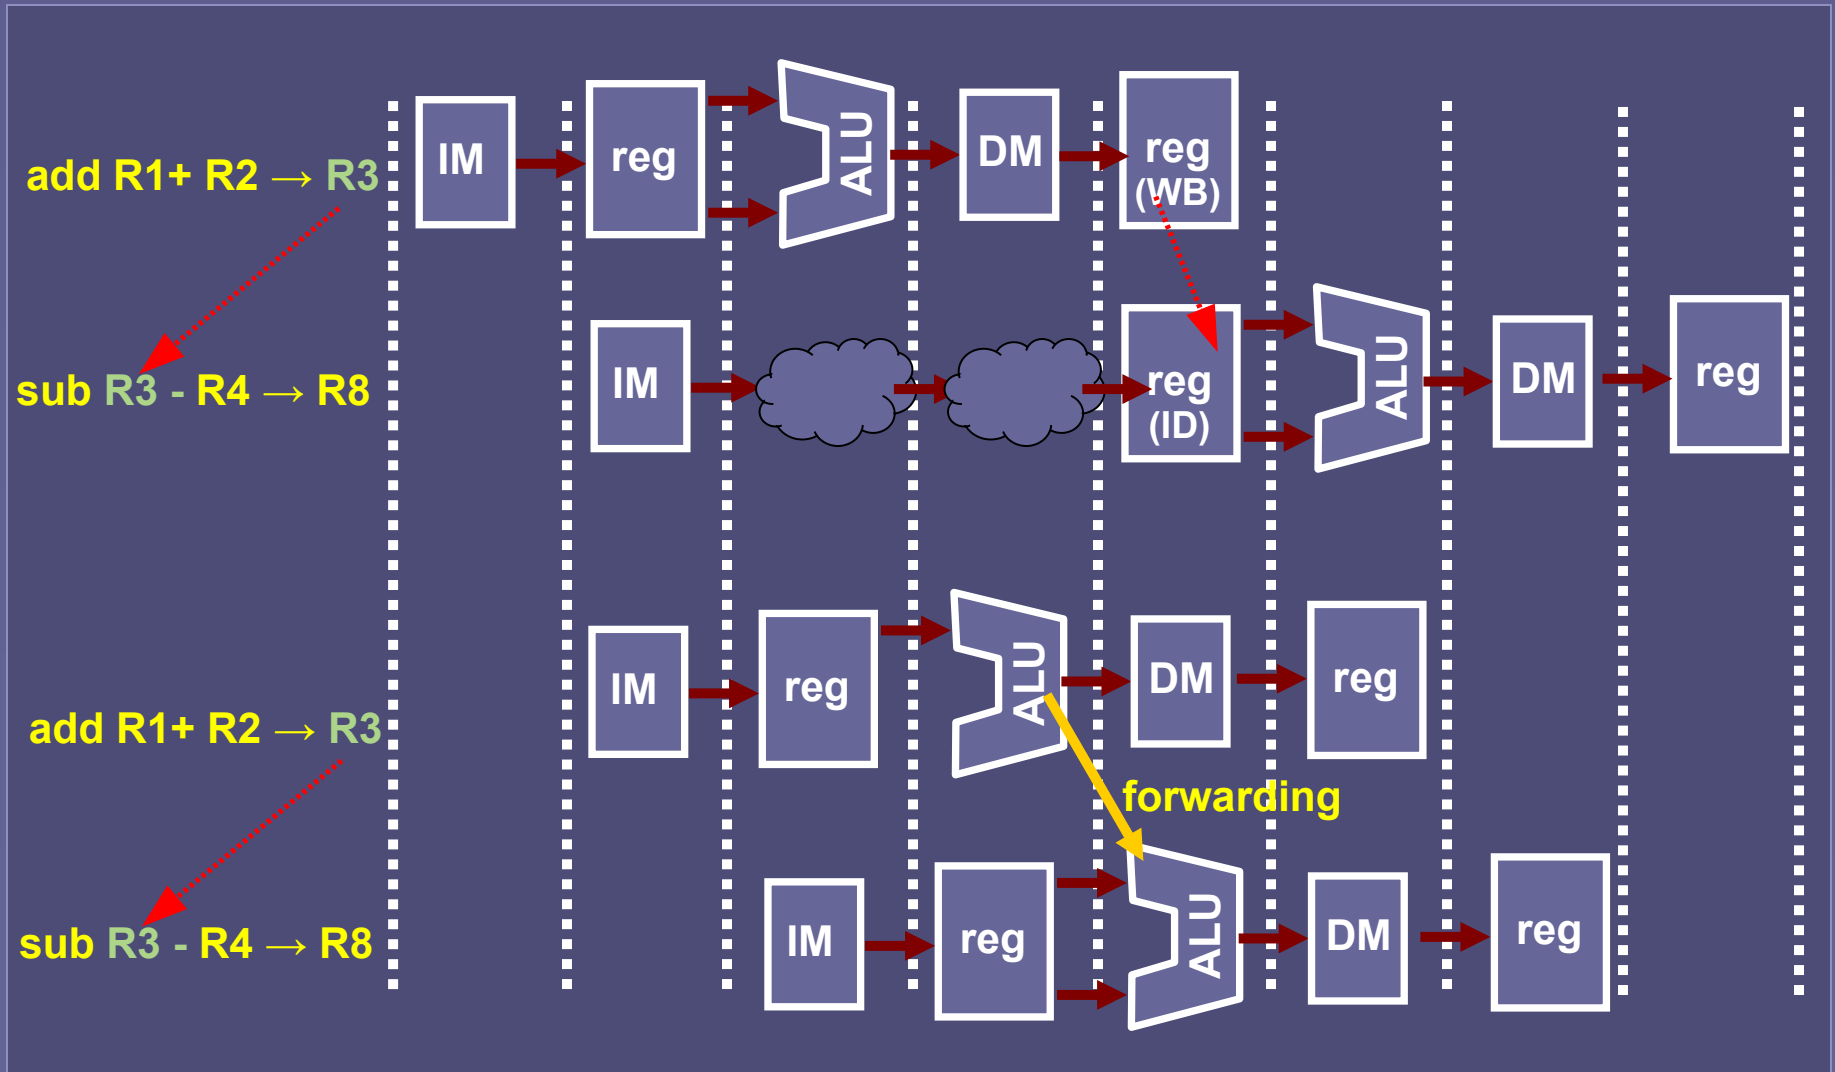 add R1+ R2 → R3
IM
reg
ALU
DM
reg
(WB)
sub R3 - R4 → R8
IM
reg
(ID)
ALU
DM
reg
add R1+ R2 → R3
IM
reg
ALU
DM
reg
forwarding
sub R3 - R4 → R8
IM
reg
ALU
DM
reg